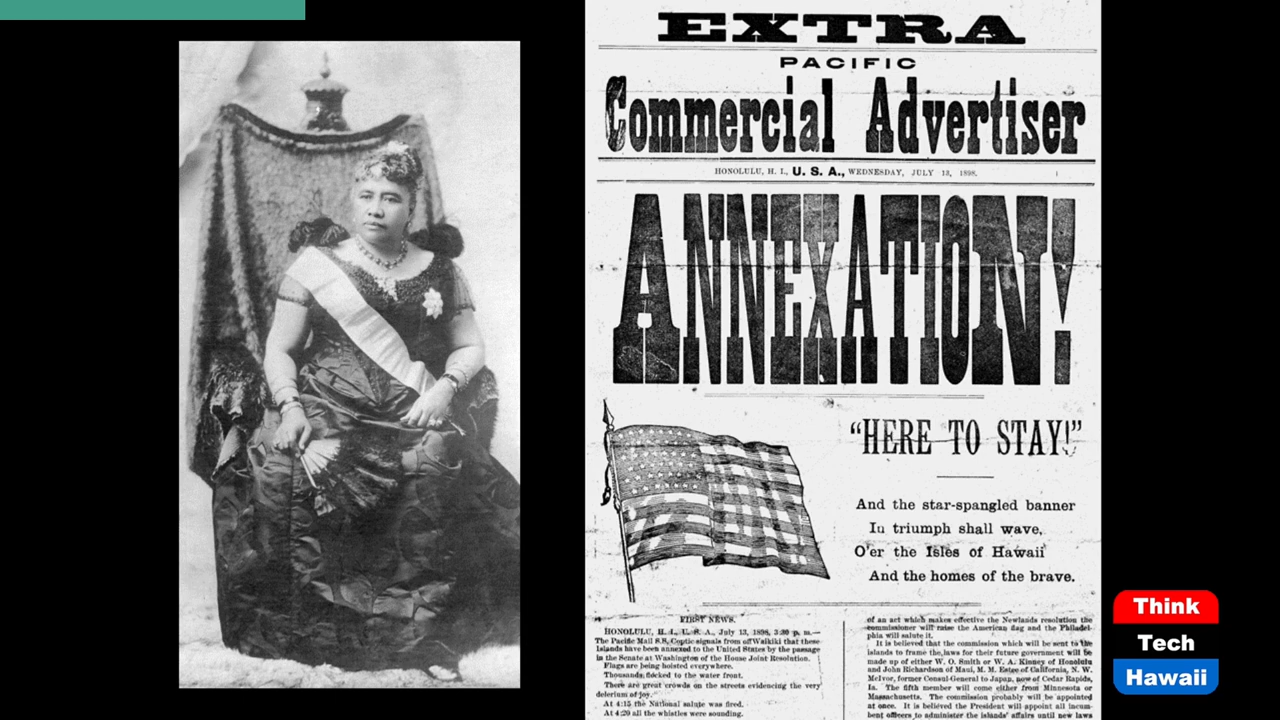 EXTRA
PACIFIC
Commercial Advertiser
HONOLULU, H. I., U. S. A., WEDNESDAY, JULY 13, 1898.
ANNEXATION!
"HERE TO STAY!"
And the star-spangled banner
In triumph shall wave,
O'er the Isles of Hawaii
And the homes of the brave.
FIRST NEWS.
HONOLULU, H. I., U. S. A., July 13, 1898, 3:30 p. m.—
The Pacific Mail S.S. Coptic signals from off Waikiki that these
Islands have been annexed to the United States by the passage
in the Senate at Washington of the House Joint Resolution.
Flags are being hoisted everywhere.
Thousands flocked to the water front.
There are great crowds on the streets evidencing the very
delerium of joy.
At 4:15 the National salute was fired.
At 4:20 all the whistles were sounding.
of an act which makes effective the Newlands resolution the
commissioner will raise the American flag and the Philadel-
phia will salute it.
It is believed that the commission which will be sent to the
islands to frame the laws for their future government will be
made up of either W. O. Smith or W. A. Kinney of Honolulu
and John Richardson of Maui, M. M. Estee of California, N. W.
McIvor, former Consul-General to Japan, now of Cedar Rapids,
Ia. The fifth member will come either from Minnesota or
Massachusetts. The commission probably will be appointed
at once. It is believed the President will appoint all incum-
bent officers to administer the islands' affairs until new laws
Think
Tech
Hawaii